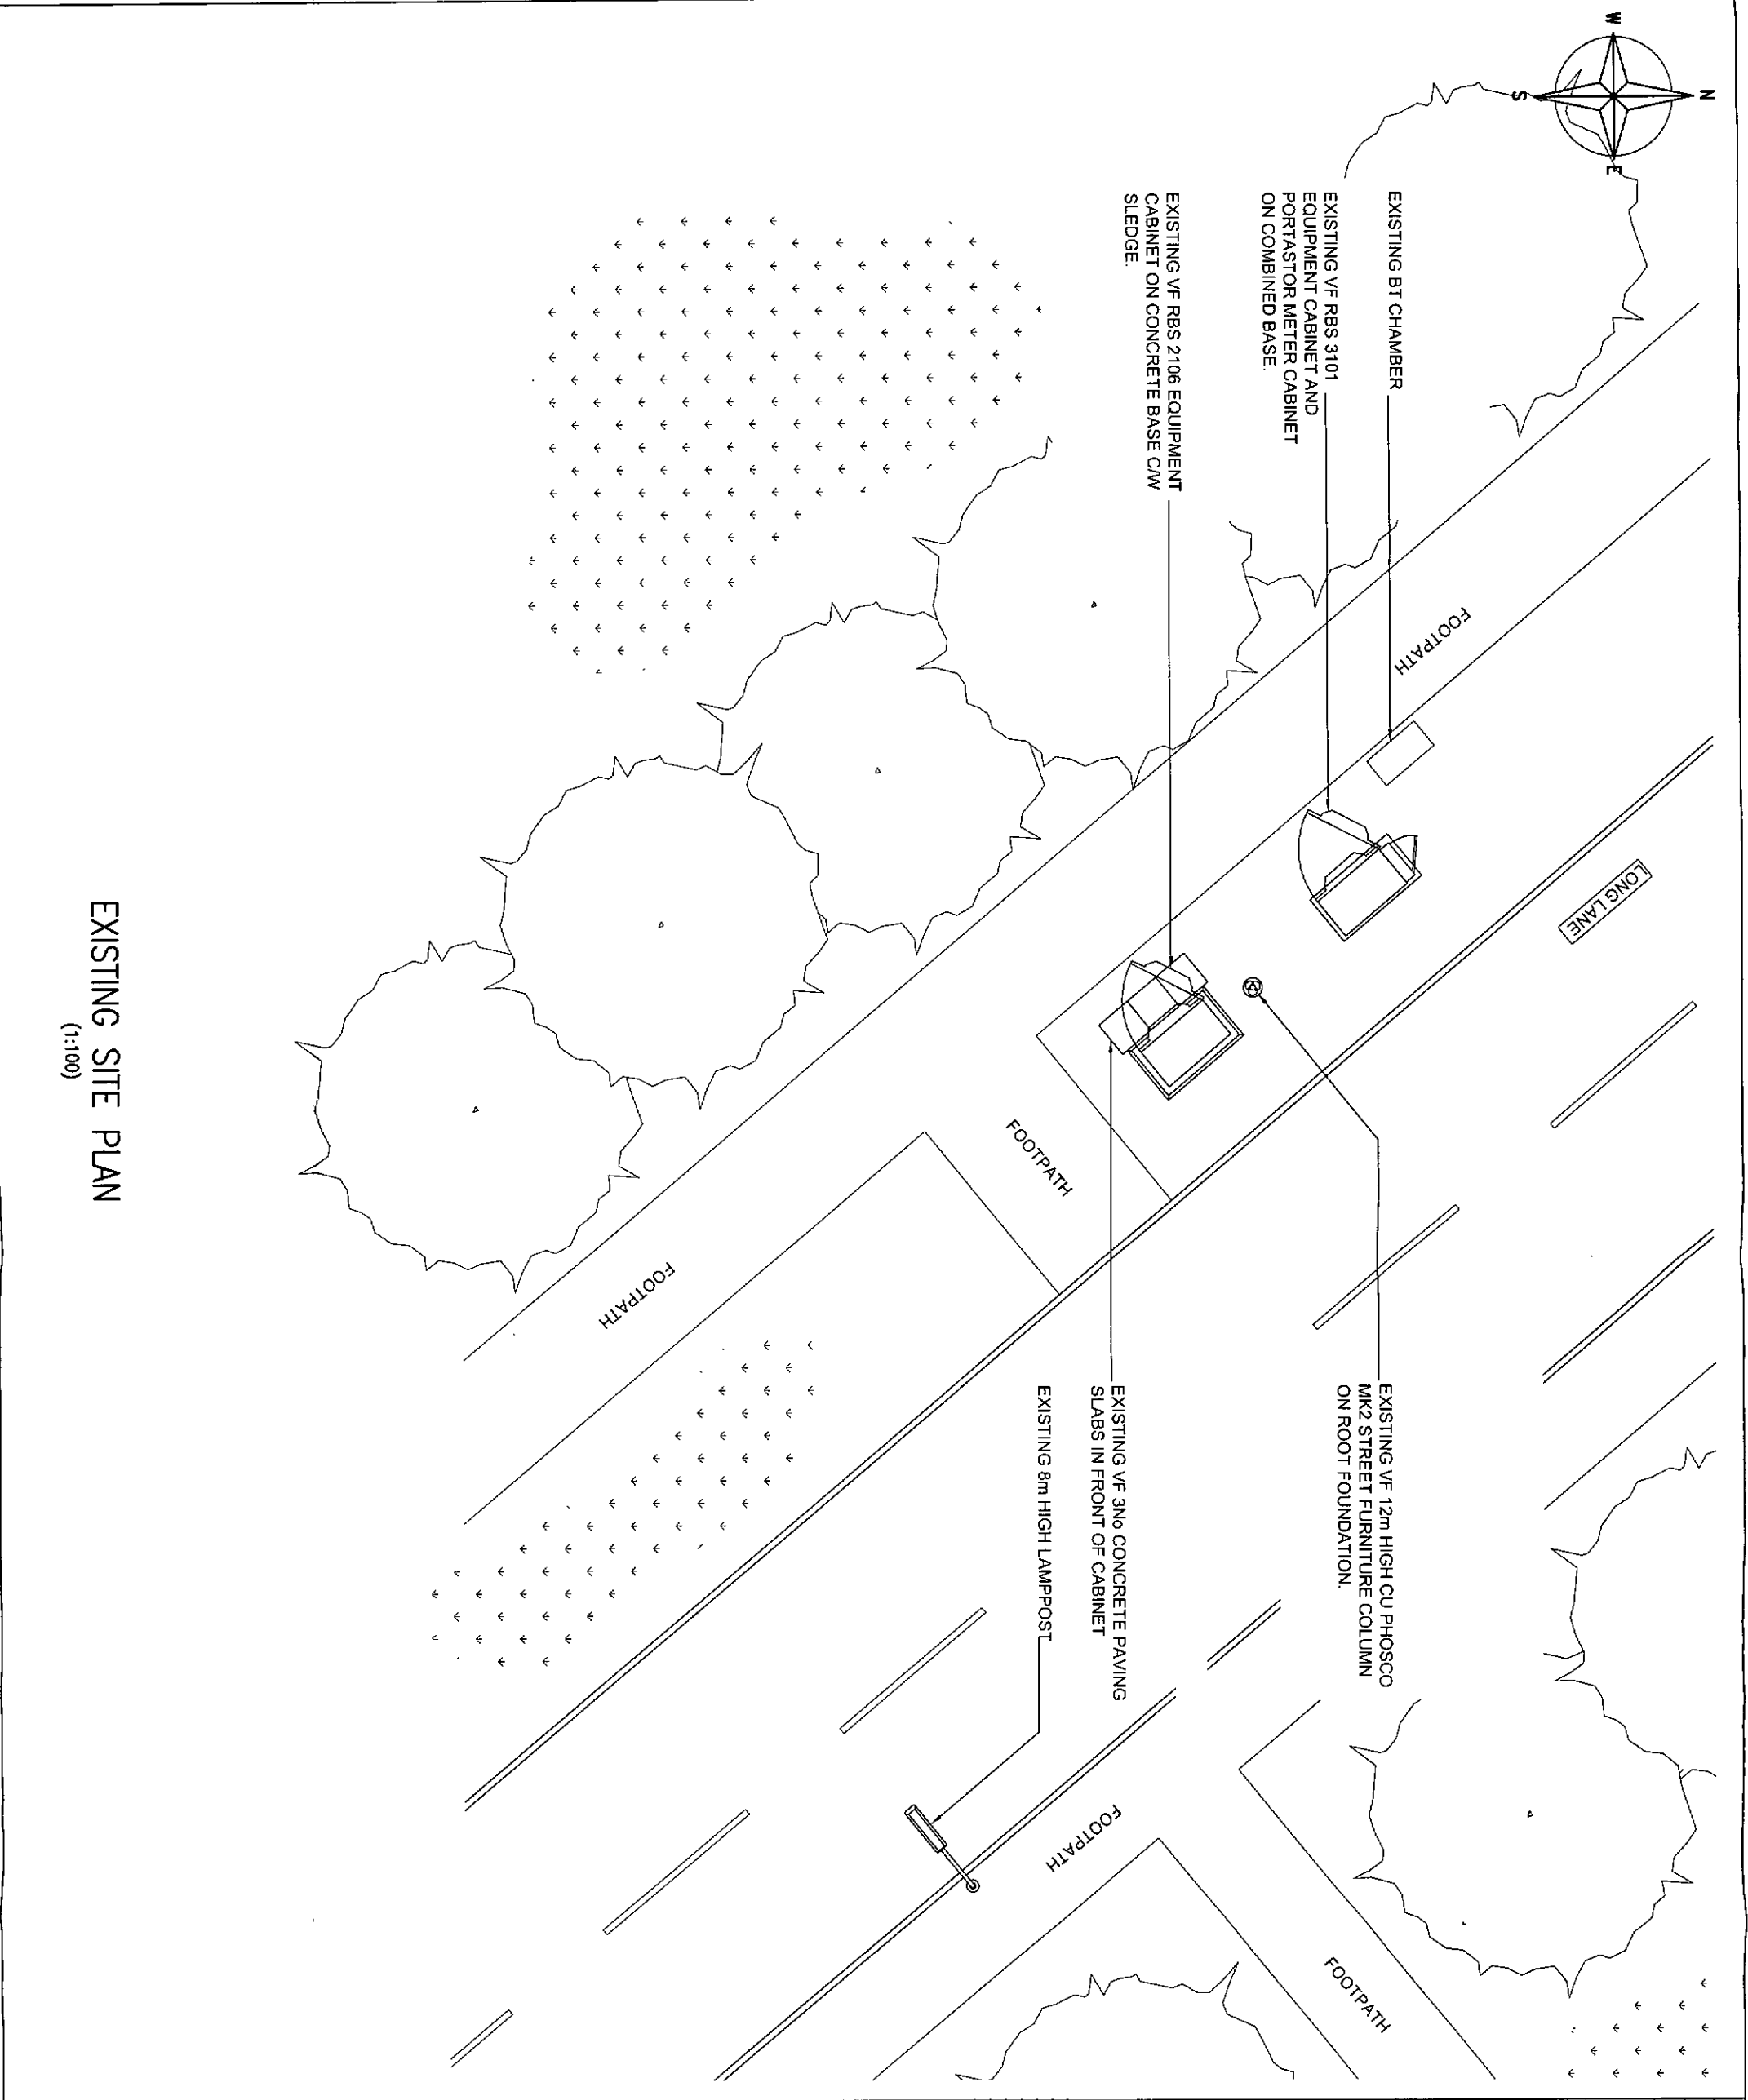 N
W
E
S
EXISTING BT CHAMBER
EXISTING VF RBS 3101
EQUIPMENT CABINET AND
PORTASTOR METER CABINET
ON COMBINED BASE.
EXISTING VF RBS 2106 EQUIPMENT
CABINET ON CONCRETE BASE C/W
SLEDGE.
FOOTPATH
LONG LANE
FOOTPATH
FOOTPATH
EXISTING VF 12m HIGH CU PHOSCO
MK2 STREET FURNITURE COLUMN
ON ROOT FOUNDATION.
EXISTING VF 3No CONCRETE PAVING
SLABS IN FRONT OF CABINET
EXISTING 8m HIGH LAMPPOST
FOOTPATH
FOOTPATH
EXISTING SITE PLAN
(1:100)